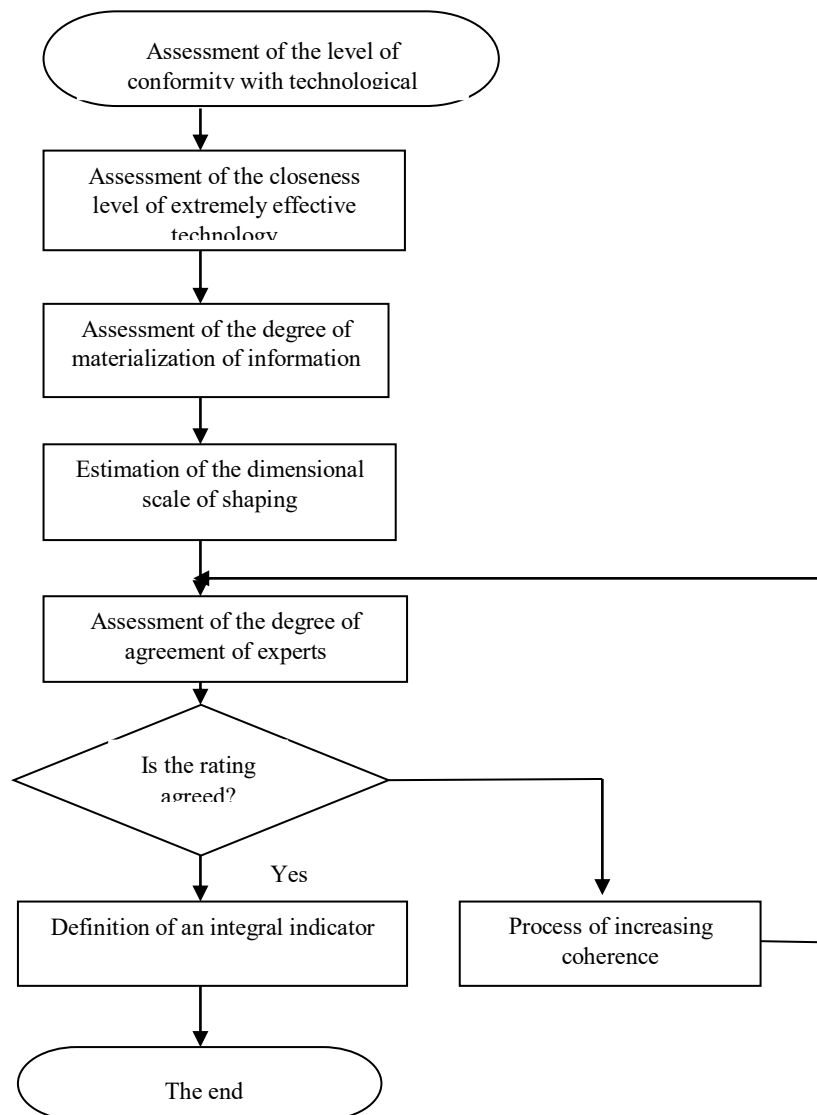 Assessment of the level of
conformity with technological
Assessment of the closeness
level of extremely effective
technology
Assessment of the degree of
materialization of information
Estimation of the dimensional
scale of shaping
Assessment of the degree of
agreement of experts
Is the rating
agreed?
Yes
Definition of an integral indicator
Process of increasing
coherence
The end